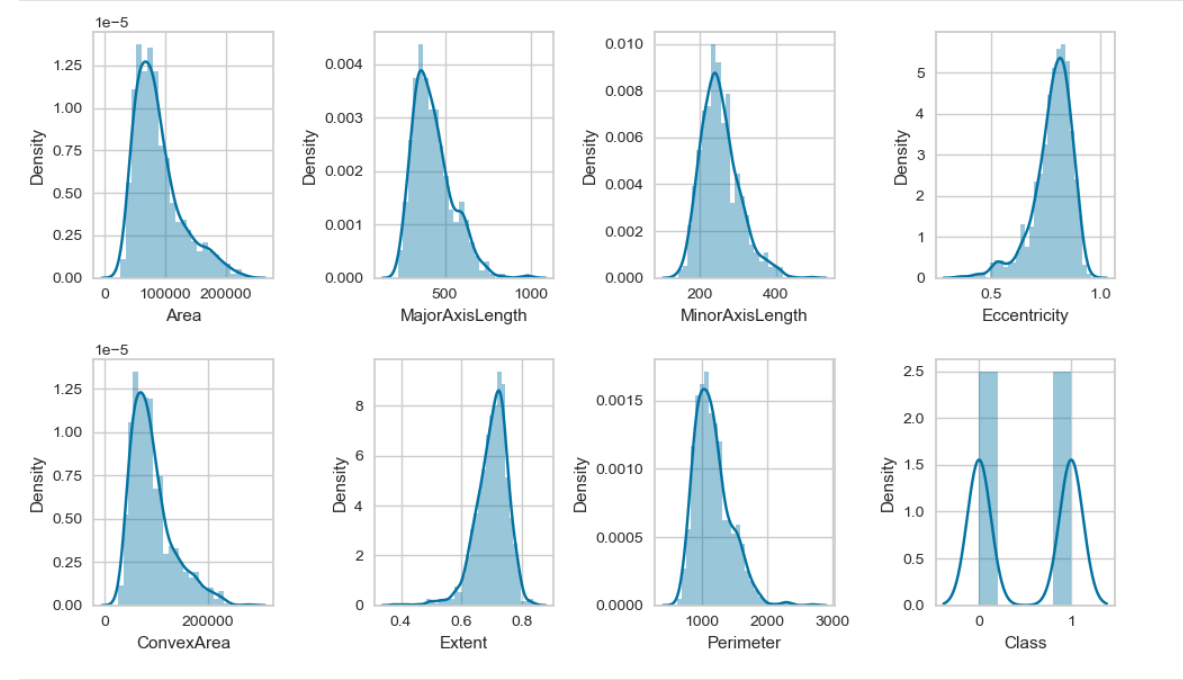 1e−5
Density
1.25
1.00
0.75
0.50
0.25
0.00
0 100000 200000
Area
Density
0.004
0.003
0.002
0.001
0.000
500 1000
MajorAxisLength
Density
0.010
0.008
0.006
0.004
0.002
0.000
200 400
MinorAxisLength
Density
5
4
3
2
1
0
0.5 1.0
Eccentricity
1e−5
Density
1.25
1.00
0.75
0.50
0.25
0.00
0 200000
ConvexArea
Density
8
6
4
2
0
0.4 0.6 0.8
Extent
Density
0.0015
0.0010
0.0005
0.0000
1000 2000 3000
Perimeter
Density
2.5
2.0
1.5
1.0
0.5
0.0
0 1
Class